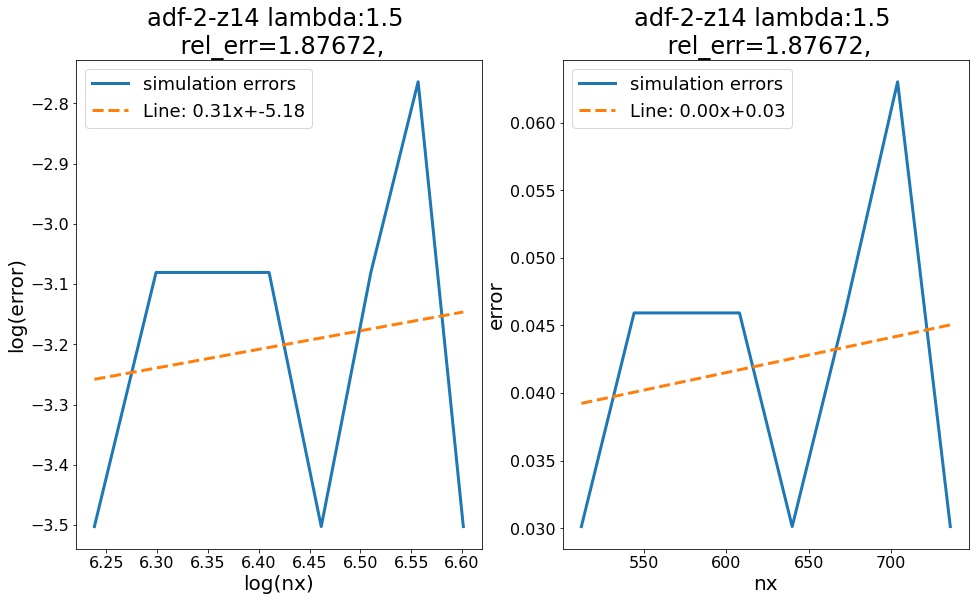 adf-2-z14 lambda:1.5
rel_err=1.87672,
simulation errors
Line: 0.31x+-5.18
log(error)
−2.8
−2.9
−3.0
−3.1
−3.2
−3.3
−3.4
−3.5
6.25 6.30 6.35 6.40 6.45 6.50 6.55 6.60
log(nx)
adf-2-z14 lambda:1.5
rel_err=1.87672,
simulation errors
Line: 0.00x+0.03
error
0.060
0.055
0.050
0.045
0.040
0.035
0.030
550 600 650 700
nx